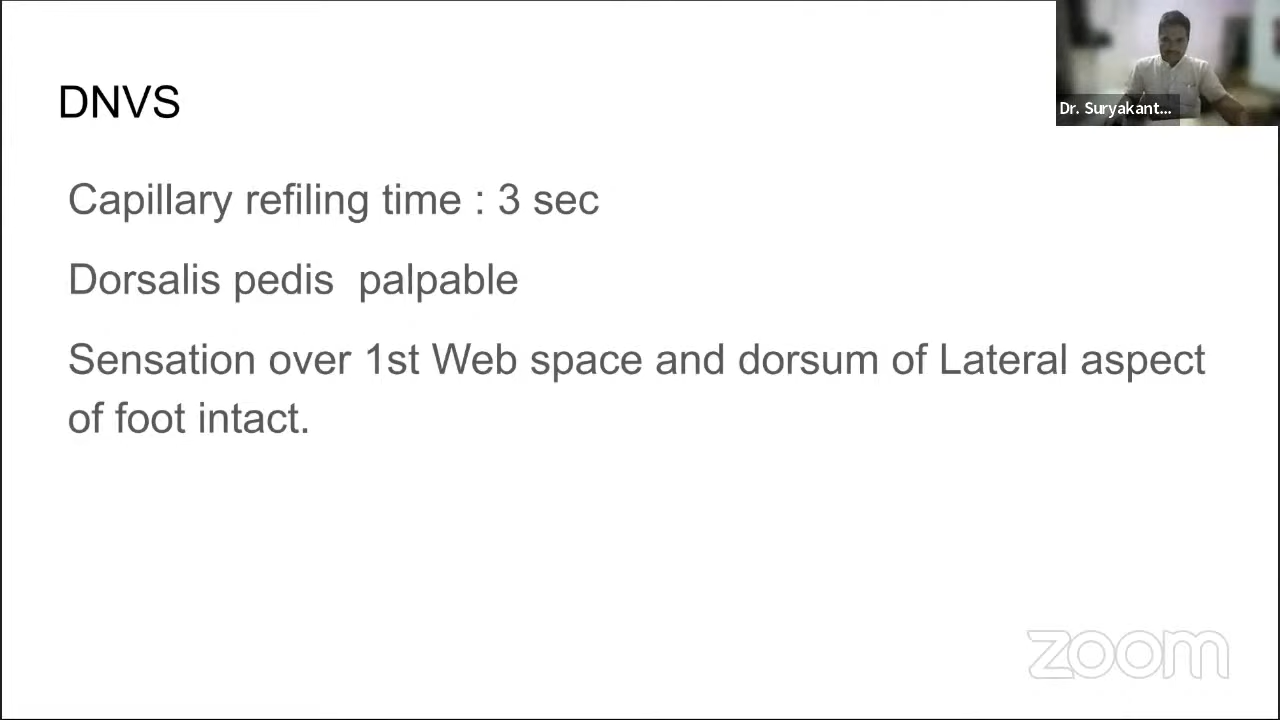 DNVS
Dr. Suryakant...
Capillary refiling time : 3 sec
Dorsalis pedis palpable
Sensation over 1st Web space and dorsum of Lateral aspect
of foot intact.
zoom